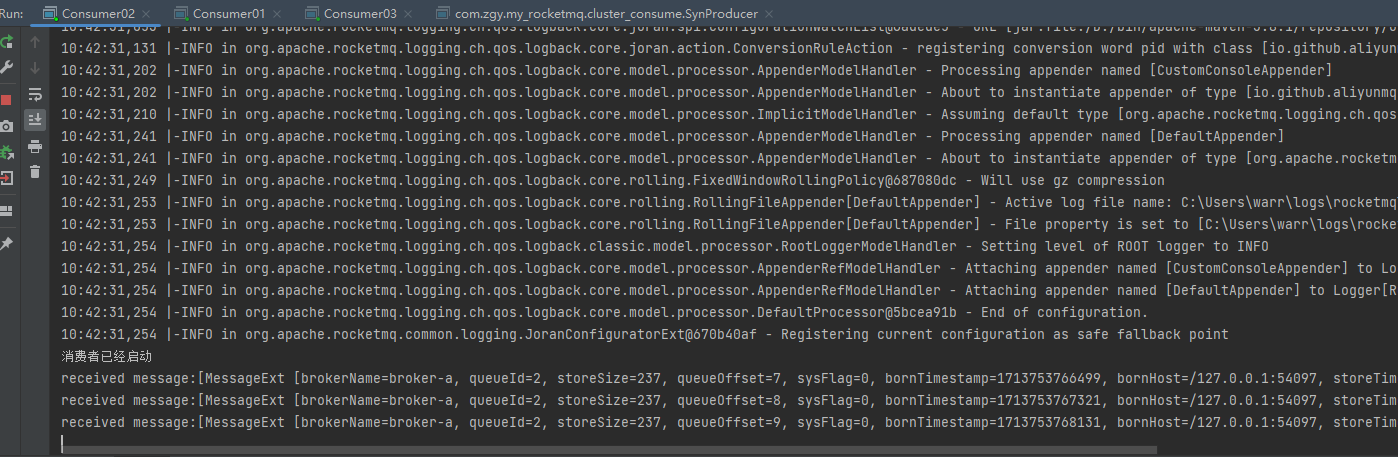 Run: Consumer02 × Consumer01 × Consumer03 × com.zgy.my_rocketmq.cluster_consume.SynProducer ×
10:42:31,131 |-INFO in org.apache.rocketmq.logging.ch.qos.logback.core.joran.action.ConversionRuleAction - registering conversion word pid with class [io.github.aliyunm
10:42:31,202 |-INFO in org.apache.rocketmq.logging.ch.qos.logback.core.model.processor.AppenderModelHandler - Processing appender named [CustomConsoleAppender]
10:42:31,202 |-INFO in org.apache.rocketmq.logging.ch.qos.logback.core.model.processor.AppenderModelHandler - About to instantiate appender of type [io.github.aliyunmq
10:42:31,210 |-INFO in org.apache.rocketmq.logging.ch.qos.logback.core.model.processor.ImplicitModelHandler - Assuming default type [org.apache.rocketmq.logging.ch.qos
10:42:31,241 |-INFO in org.apache.rocketmq.logging.ch.qos.logback.core.model.processor.AppenderModelHandler - Processing appender named [DefaultAppender]
10:42:31,241 |-INFO in org.apache.rocketmq.logging.ch.qos.logback.core.model.processor.AppenderModelHandler - About to instantiate appender of type [org.apache.rocketm
10:42:31,249 |-INFO in org.apache.rocketmq.logging.ch.qos.logback.core.rolling.FixedWindowRollingPolicy@687080dc - Will use gz compression
10:42:31,253 |-INFO in org.apache.rocketmq.logging.ch.qos.logback.core.rolling.RollingFileAppender[DefaultAppender] - Active log file name: C:\Users\warr\logs\rocketmq
10:42:31,253 |-INFO in org.apache.rocketmq.logging.ch.qos.logback.core.rolling.RollingFileAppender[DefaultAppender] - File property is set to [C:\Users\warr\logs\rocke
10:42:31,254 |-INFO in org.apache.rocketmq.logging.ch.qos.logback.classic.model.processor.RootLoggerModelHandler - Setting level of ROOT logger to INFO
10:42:31,254 |-INFO in org.apache.rocketmq.logging.ch.qos.logback.core.model.processor.AppenderRefModelHandler - Attaching appender named [CustomConsoleAppender] to Lo
10:42:31,254 |-INFO in org.apache.rocketmq.logging.ch.qos.logback.core.model.processor.AppenderRefModelHandler - Attaching appender named [DefaultAppender] to Logger[R
10:42:31,254 |-INFO in org.apache.rocketmq.logging.ch.qos.logback.core.model.processor.DefaultProcessor@5bcea91b - End of configuration.
10:42:31,254 |-INFO in org.apache.rocketmq.common.logging.JoranConfiguratorExt@670b40af - Registering current configuration as safe fallback point
消费者已经启动
received message:[MessageExt [brokerName=broker-a, queueId=2, storeSize=237, queueOffset=7, sysFlag=0, bornTimestamp=1713753766499, bornHost=/127.0.0.1:54097, storeTim
received message:[MessageExt [brokerName=broker-a, queueId=2, storeSize=237, queueOffset=8, sysFlag=0, bornTimestamp=1713753767321, bornHost=/127.0.0.1:54097, storeTim
received message:[MessageExt [brokerName=broker-a, queueId=2, storeSize=237, queueOffset=9, sysFlag=0, bornTimestamp=1713753768131, bornHost=/127.0.0.1:54097, storeTim